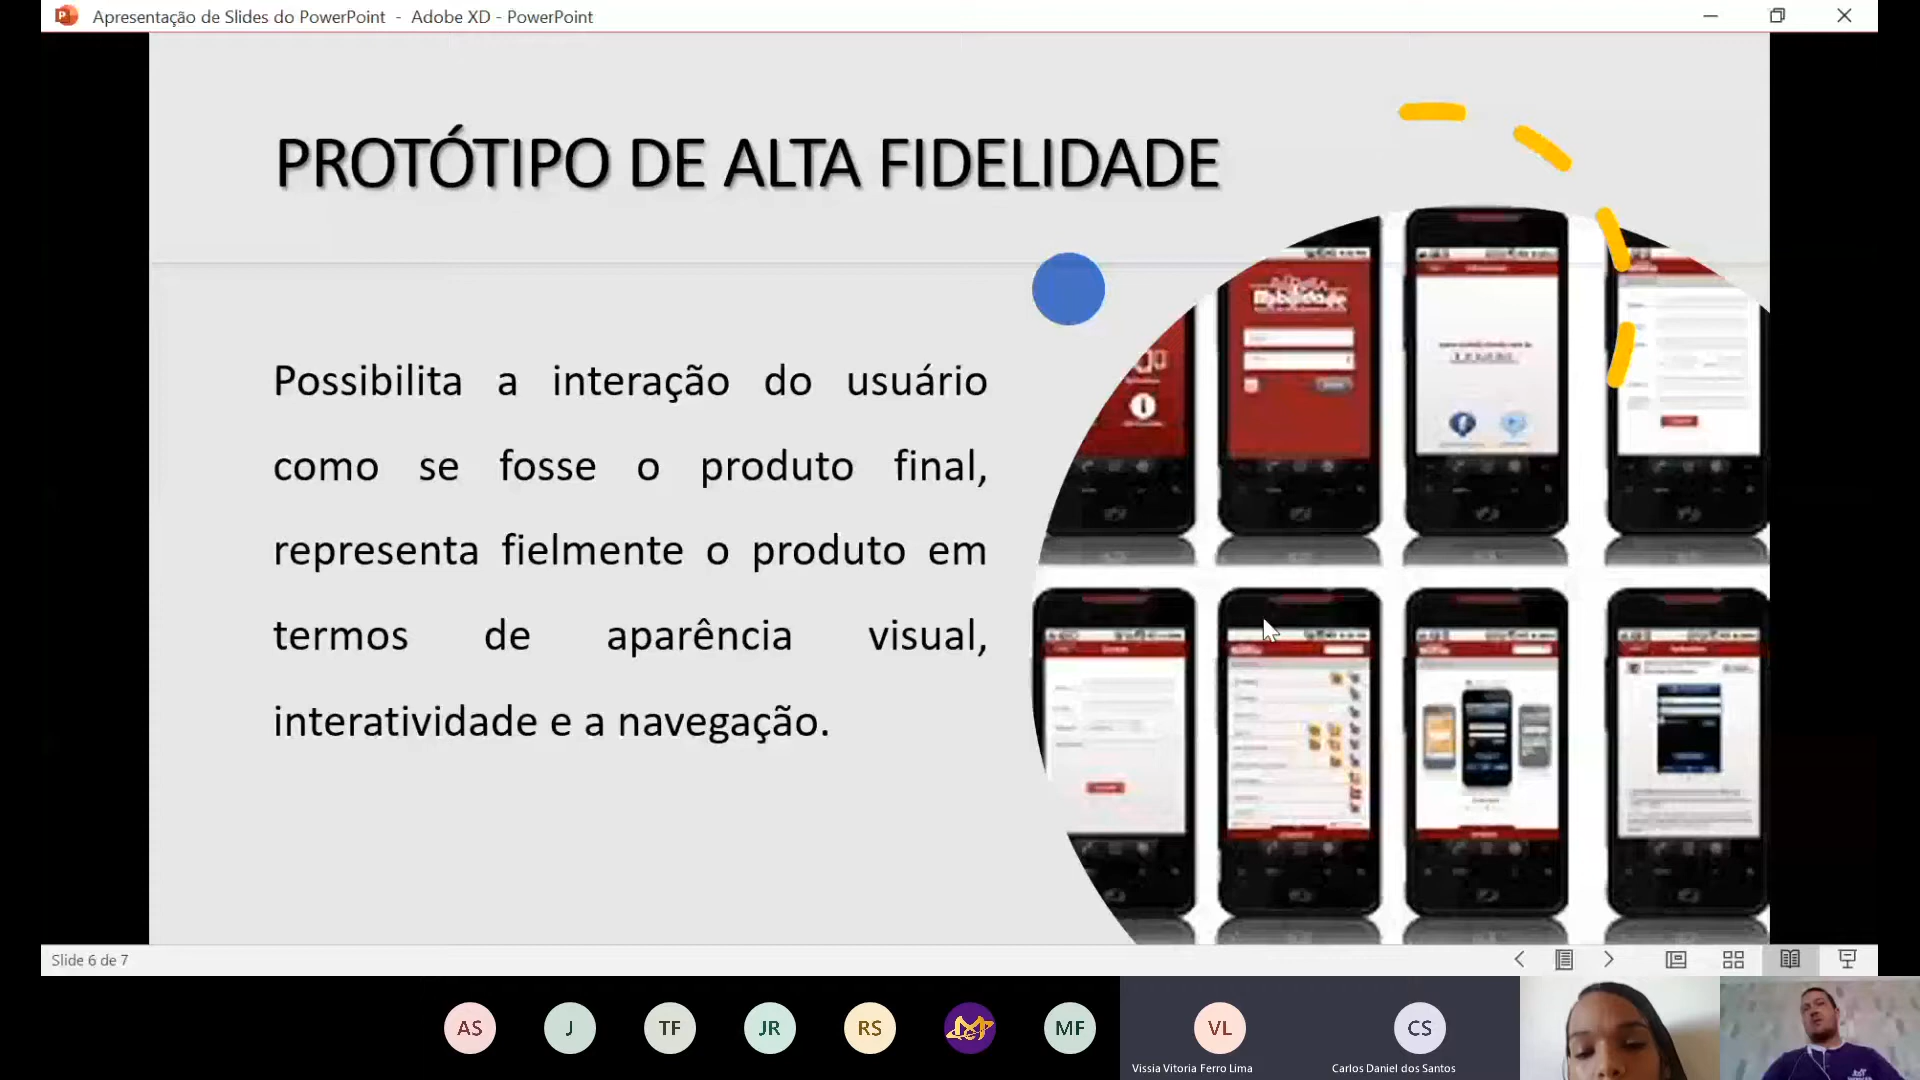 Apresentação de Slides do PowerPoint - Adobe XD - PowerPoint
PROTÓTIPO DE ALTA FIDELIDADE
Possibilita a interação do usuário
como se fosse o produto final,
representa fielmente o produto em
termos de aparência visual,
interatividade e a navegação.
Slide 6 de 7
AS
J
TF
JR
RS
MF
VL
CS
Vissia Vitoria Ferro Lima
Carlos Daniel dos Santos